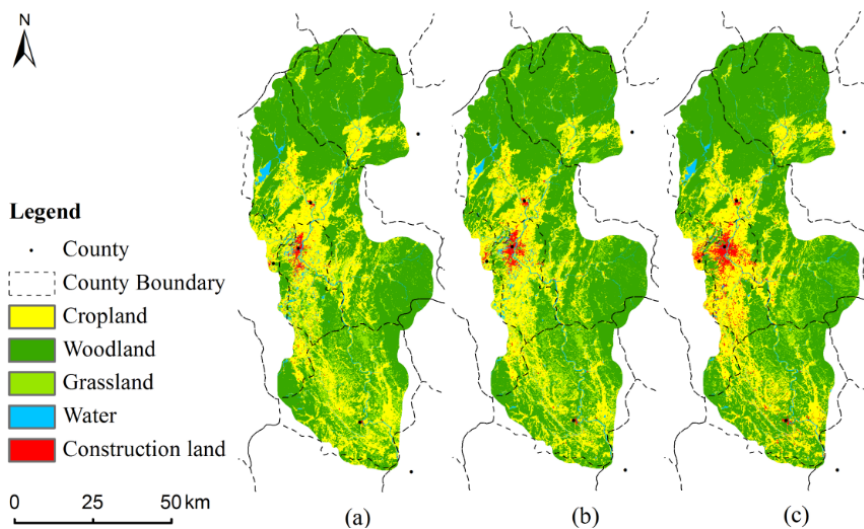 N
Legend
County
County Boundary
Cropland
Woodland
Grassland
Water
Construction land
0 25 50 km
(a) (b) (c)